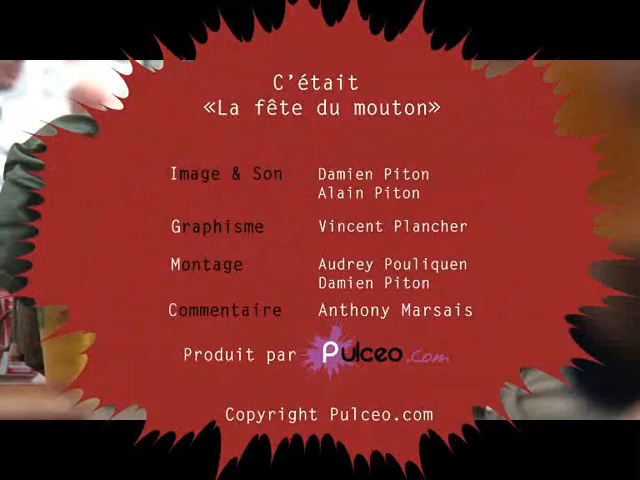 C'était
«La fête du mouton»
Image & Son Damien Piton
Alain Piton
Graphisme Vincent Plancher
Montage Audrey Pouliquen
Damien Piton
Commentaire Anthony Marsais
Produit par Pulceo.com
Copyright Pulceo.com